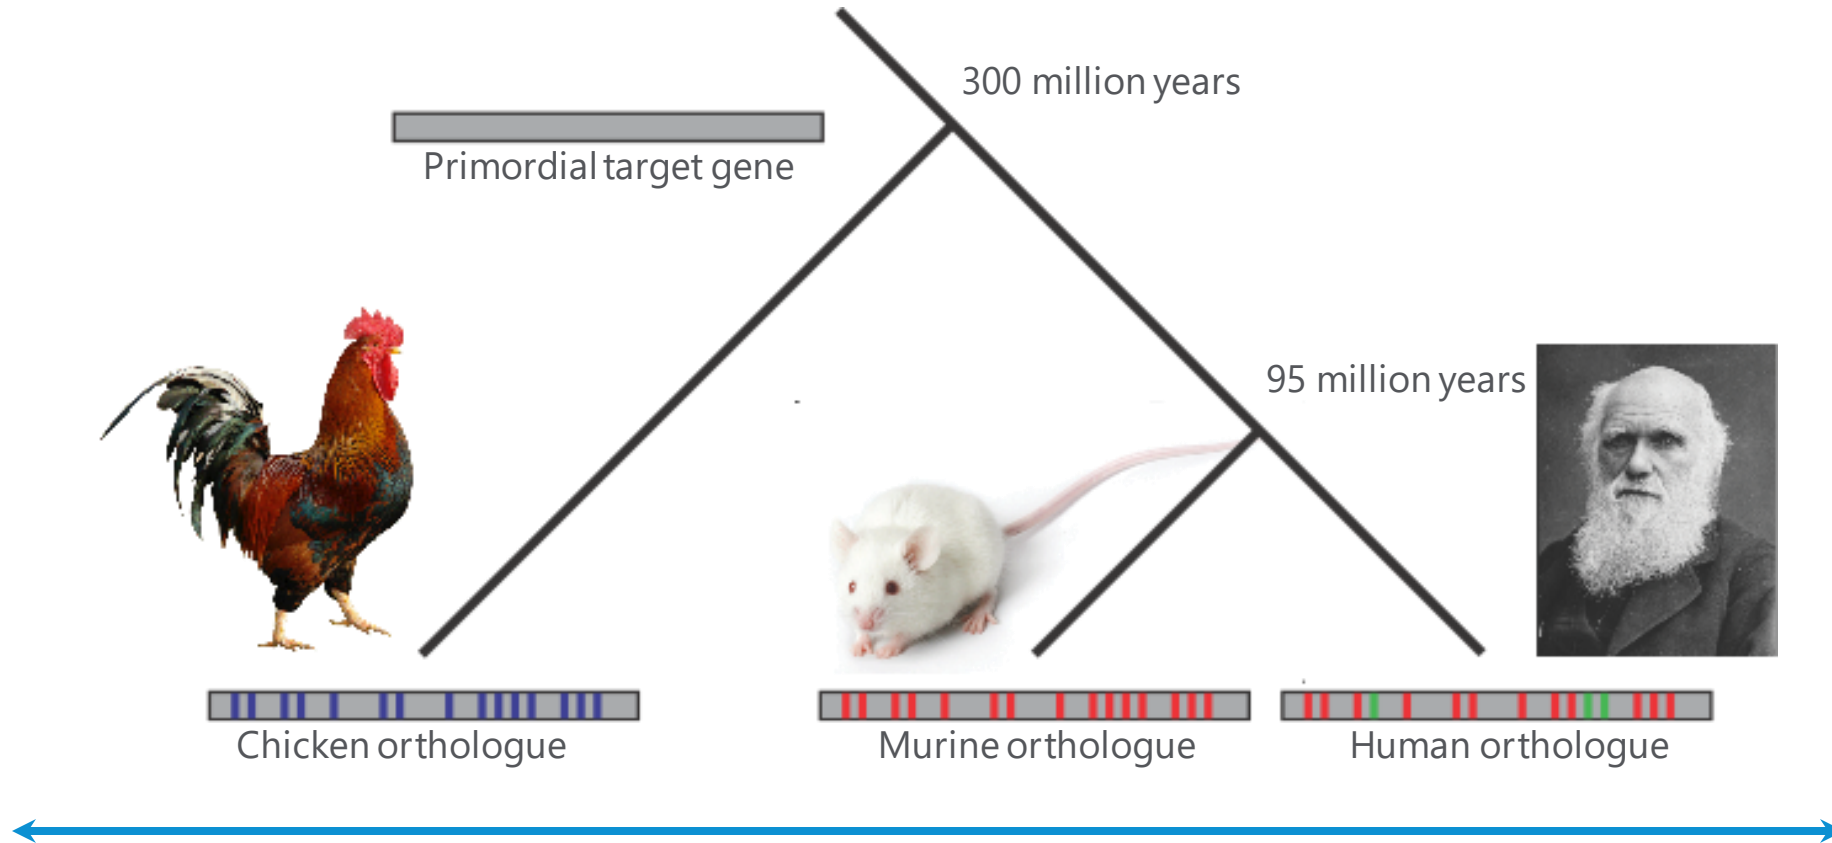 300 million years
Primordial target gene
95 million years
Chicken orthologue
Murine orthologue
Human orthologue